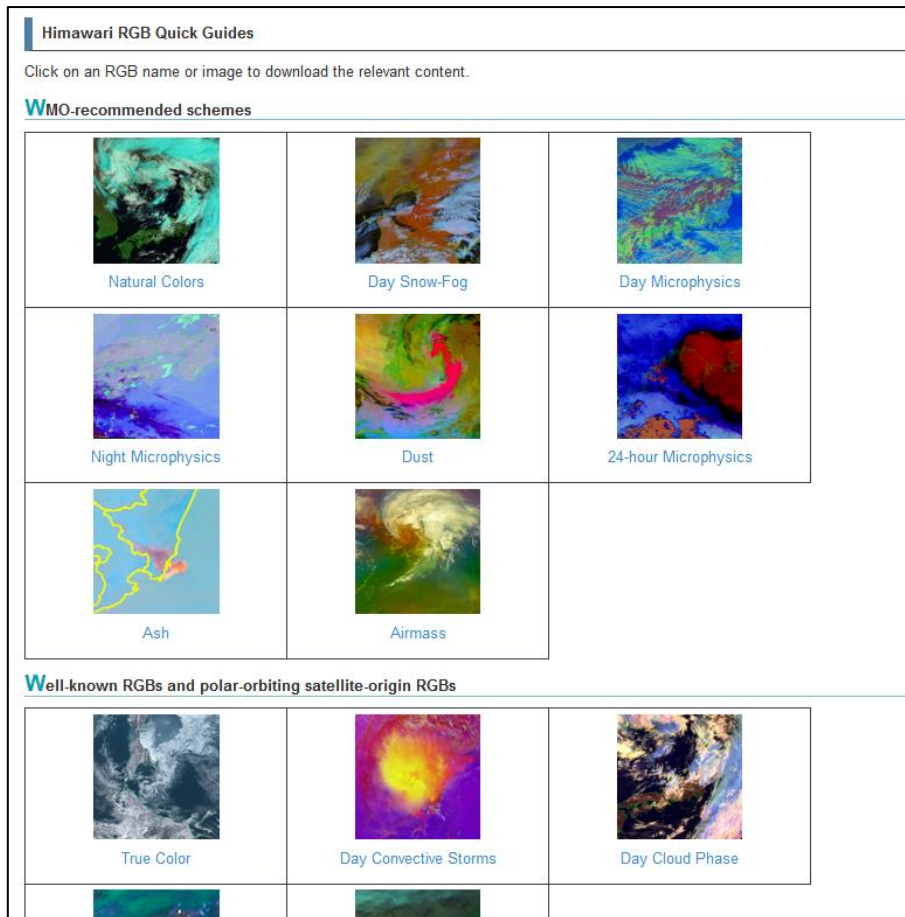 Himawari RGB Quick Guides
Click on an RGB name or image to download the relevant content.
WMO-recommended schemes
Natural Colors
Day Snow-Fog
Day Microphysics
Night Microphysics
Dust
24-hour Microphysics
Ash
Airmass
Well-known RGBs and polar-orbiting satellite-origin RGBs
True Color
Day Convective Storms
Day Cloud Phase